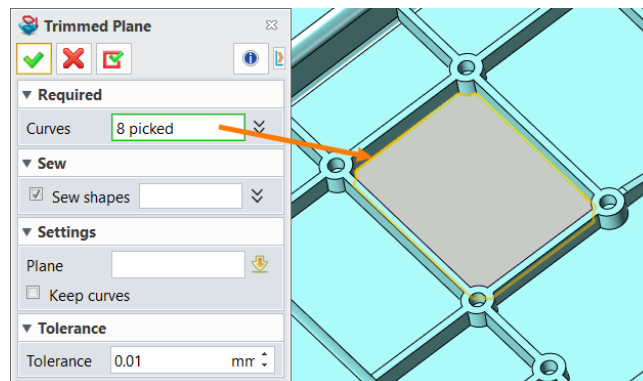 Trimmed Plane
Required
Curves 8 picked
Sew
Sew shapes
Settings
Plane
Keep curves
Tolerance
Tolerance 0.01 mm